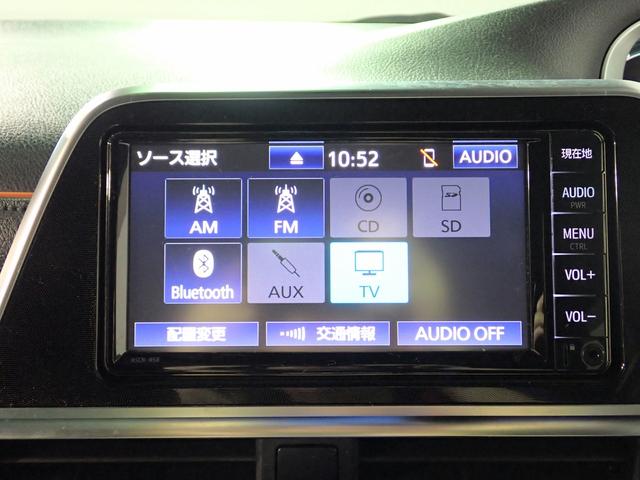 ソース選択 10:52 AUDIO
AM FM CD SD
Bluetooth AUX TV
配置変更 交通情報 AUDIO OFF
現在地
AUDIO
PWR
MENU
CTRL
VOL+
VOL-